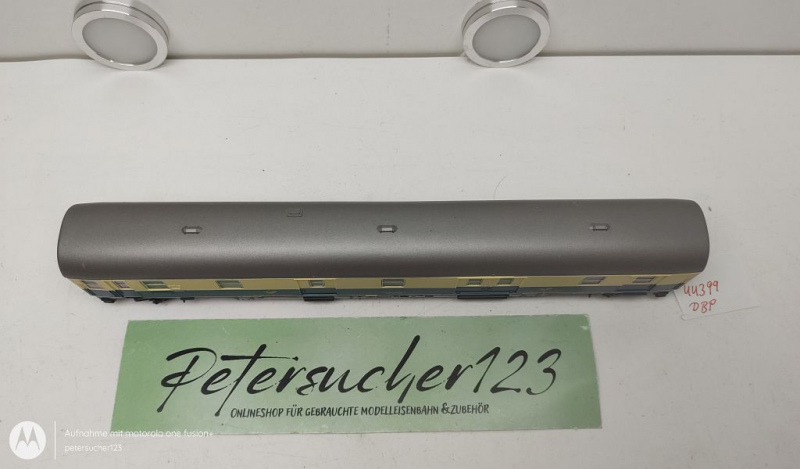 44399
DBP
Petersucher123
ONLINESHOP FÜR GEBRAUCHTE MODELLEISENBAHN & ZUBEHÖR
Aufnahme mit motorola one fusion+
petersucher123